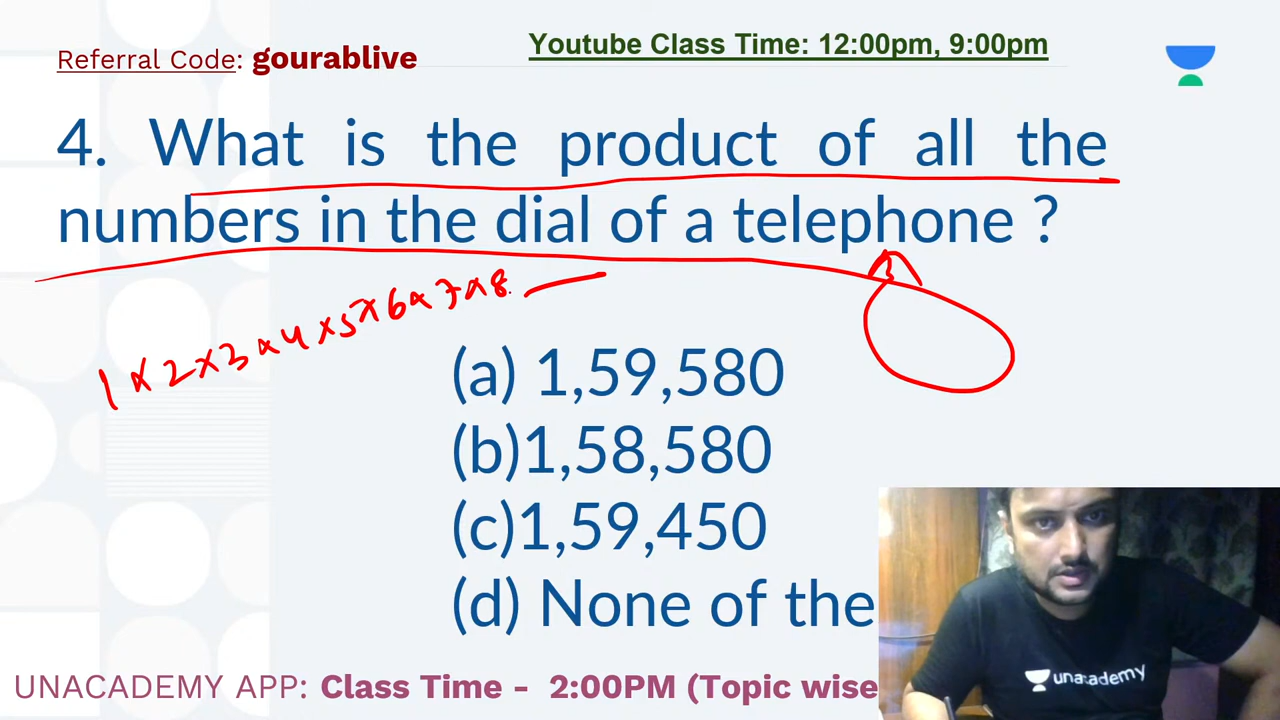 Referral Code: gourablive
Youtube Class Time: 12:00pm, 9:00pm
4. What is the product of all the
numbers in the dial of a telephone ?
1 × 2 × 3 × 4 × 5 × 6 × 7 × 8
(a) 1,59,580
(b)1,58,580
(c)1,59,450
(d) None of the
unacademy
UNACADEMY APP: Class Time - 2:00PM (Topic wise